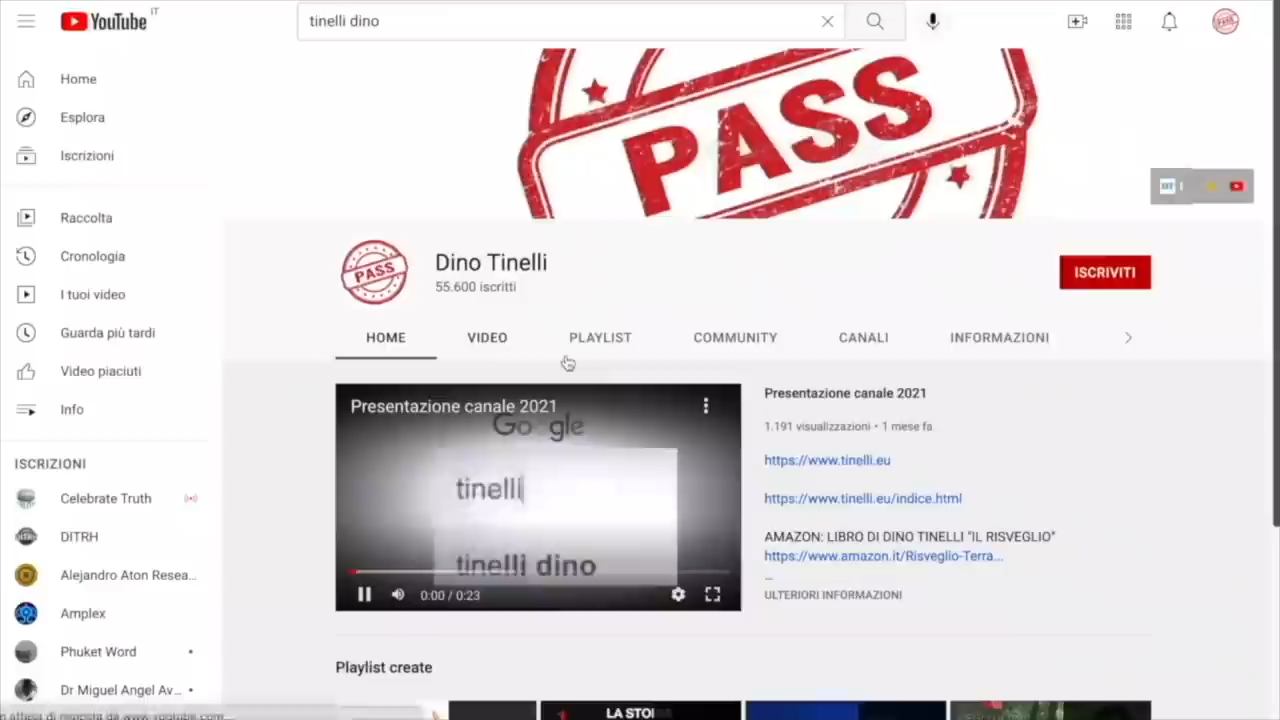 YouTube IT
tinelli dino
Home
Esplora
Iscrizioni
Raccolta
Cronologia
I tuoi video
Guarda più tardi
Video piaciuti
Info
ISCRIZIONI
Celebrate Truth
DITRH
Alejandro Aton Resea...
Amplex
Phuket Word
Dr Miguel Angel Av...
PASS
PASS
Dino Tinelli
55.600 iscritti
ISCRIVITI
HOME VIDEO PLAYLIST COMMUNITY CANALI INFORMAZIONI
Presentazione canale 2021
Google
tinelli
tinelli dino
0:00 / 0:23
Presentazione canale 2021
1.191 visualizzazioni • 1 mese fa
https://www.tinelli.eu
https://www.tinelli.eu/indice.html
AMAZON: LIBRO DI DINO TINELLI "IL RISVEGLIO"
https://www.amazon.it/Risveglio-Terra...
...
ULTERIORI INFORMAZIONI
Playlist create